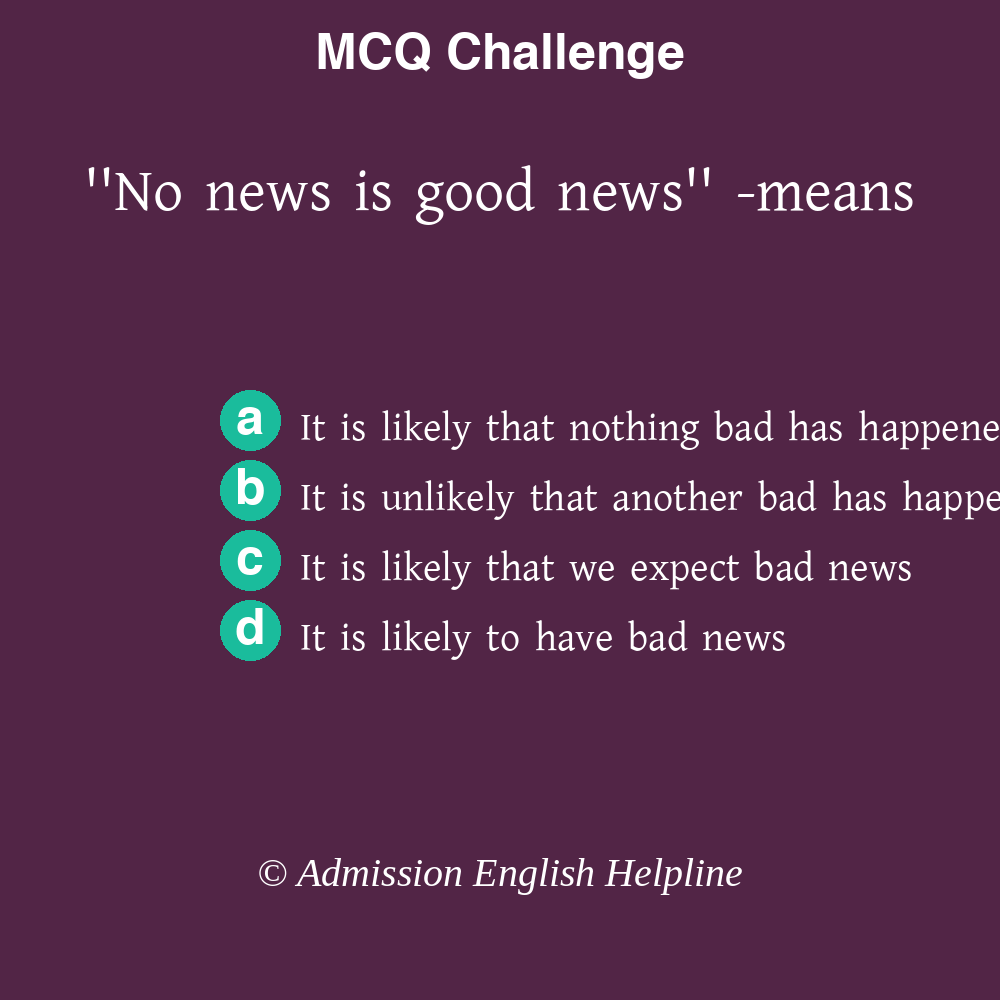 MCQ Challenge
"No news is good news" -means
a It is likely that nothing bad has happene
b It is unlikely that another bad has happe
c It is likely that we expect bad news
d It is likely to have bad news
© Admission English Helpline